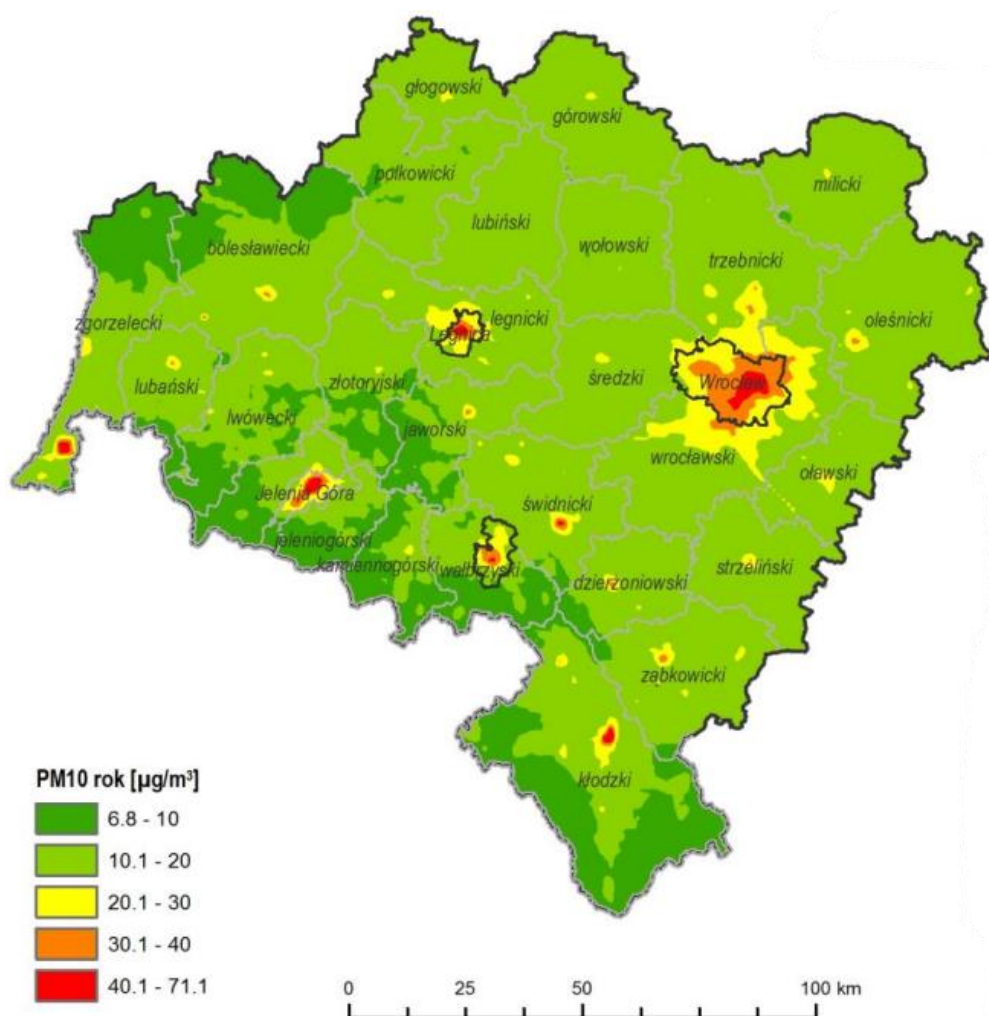 głogowski
górowski
polkowicki
milicki
lubiński
bolesławiecki
wołowski
trzebnicki
zgorzelecki
legnicki
Legnica
oleśnicki
lubański
złotoryjski
średzki
Wrocław
lwówecki
jaworski
wrocławski
oławski
Jelenia Góra
świdnicki
jeleniogórski
kamiennogórski
wałbrzyski
dzierżoniowski
strzeliński
ząbkowicki
kłodzki
PM10 rok [µg/m³]
6.8 - 10
10.1 - 20
20.1 - 30
30.1 - 40
40.1 - 71.1
0 25 50 100 km